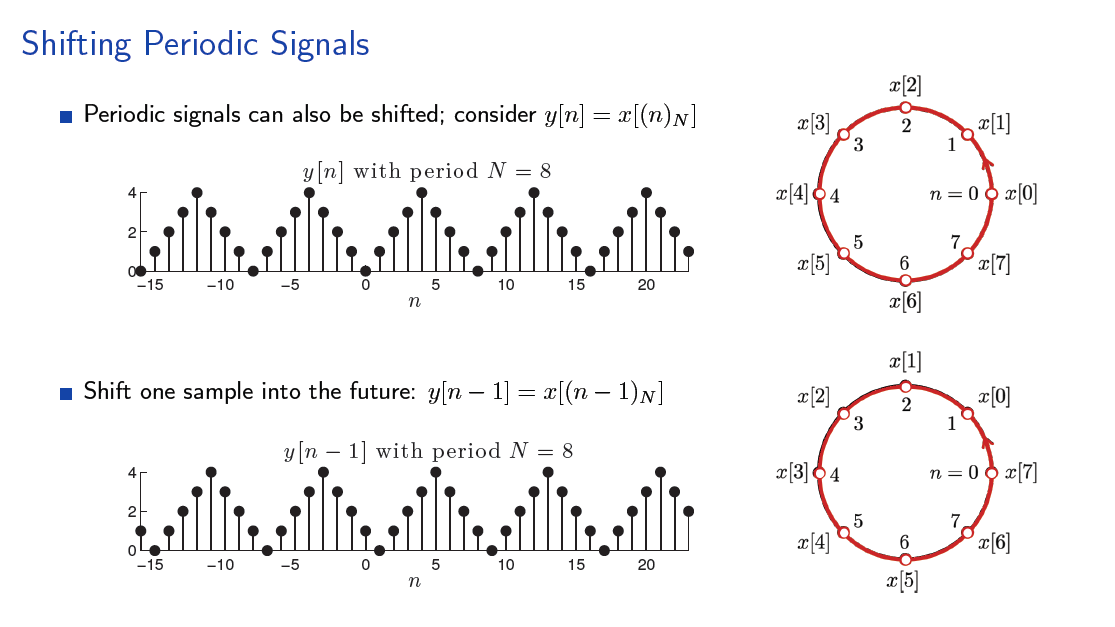 Shifting Periodic Signals
Periodic signals can also be shifted; consider y[n] = x[(n)_N]
y[n] with period N = 8
4
2
0
−15 −10 −5 0 5 10 15 20
n
x[2]
x[3] x[1]
3 2 1
x[4] 4 n = 0 x[0]
5 6 7
x[5] x[7]
x[6]
Shift one sample into the future: y[n − 1] = x[(n − 1)_N]
y[n − 1] with period N = 8
4
2
0
−15 −10 −5 0 5 10 15 20
n
x[1]
x[2] x[0]
3 2 1
x[3] 4 n = 0 x[7]
5 6 7
x[4] x[6]
x[5]